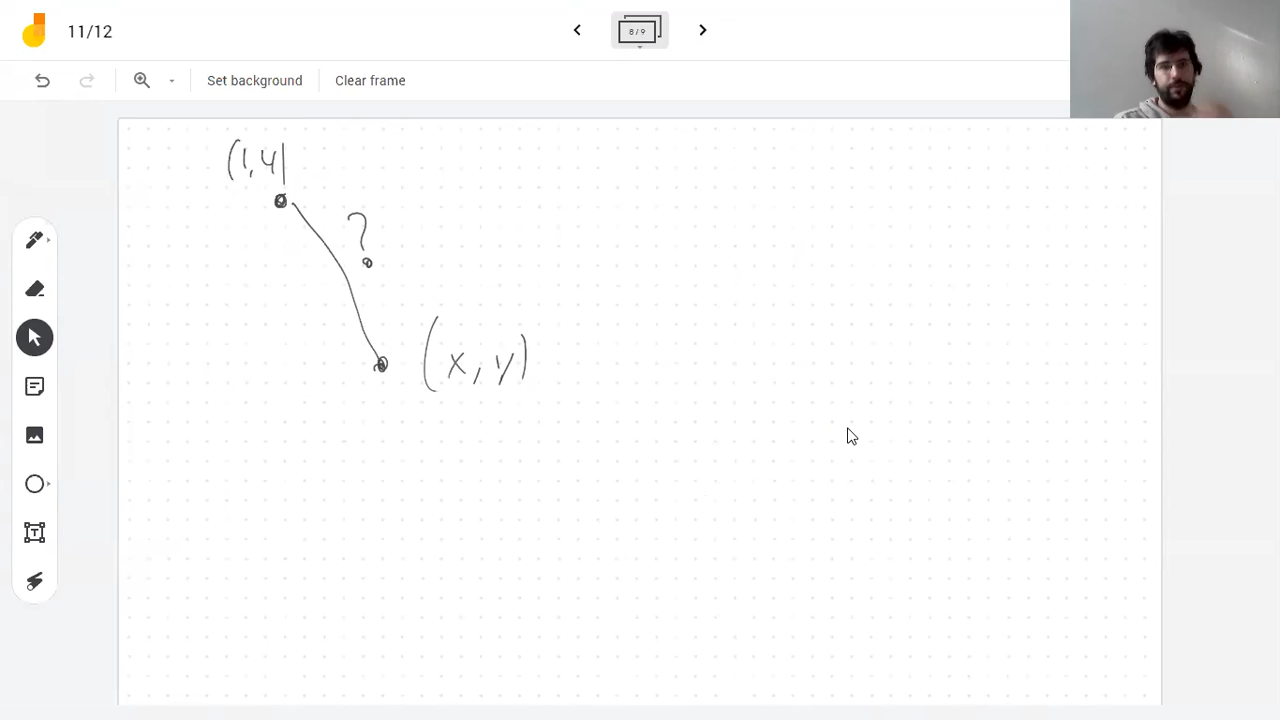 11/12
8/9
Set background
Clear frame
(1,4|
?
(x, y)
T